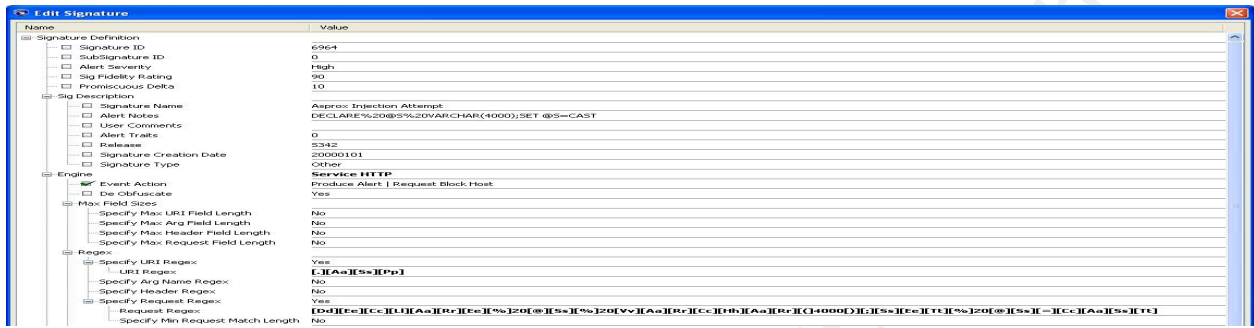 Edit Signature
Name Value
Signature Definition
Signature ID 6964
SubSignature ID 0
Alert Severity High
Sig Fidelity Rating 90
Promiscuous Delta 10
Sig Description
Signature Name Asprox Injection Attempt
Alert Notes DECLARE%20@S%20VARCHAR(4000);SET @S=CAST
User Comments
Alert Traits 0
Release S342
Signature Creation Date 20000101
Signature Type Other
Engine Service HTTP
Event Action Produce Alert | Request Block Host
De Obfuscate Yes
Max Field Sizes
Specify Max URI Field Length No
Specify Max Arg Field Length No
Specify Max Header Field Length No
Specify Max Request Field Length No
Regex
Specify URI Regex Yes
URI Regex [.][Aa][Ss][Pp]
Specify Arg Name Regex No
Specify Header Regex No
Specify Request Regex Yes
Request Regex [Dd][Ee][Cc][Ll][Aa][Rr][Ee][%]20[@][Ss][%]20[Vv][Aa][Rr][Cc][Hh][Aa][Rr][(]4000[)][;][Ss][Ee][Tt][%]20[@][Ss][=][Cc][Aa][Ss][Tt]
Specify Min Request Match Length No